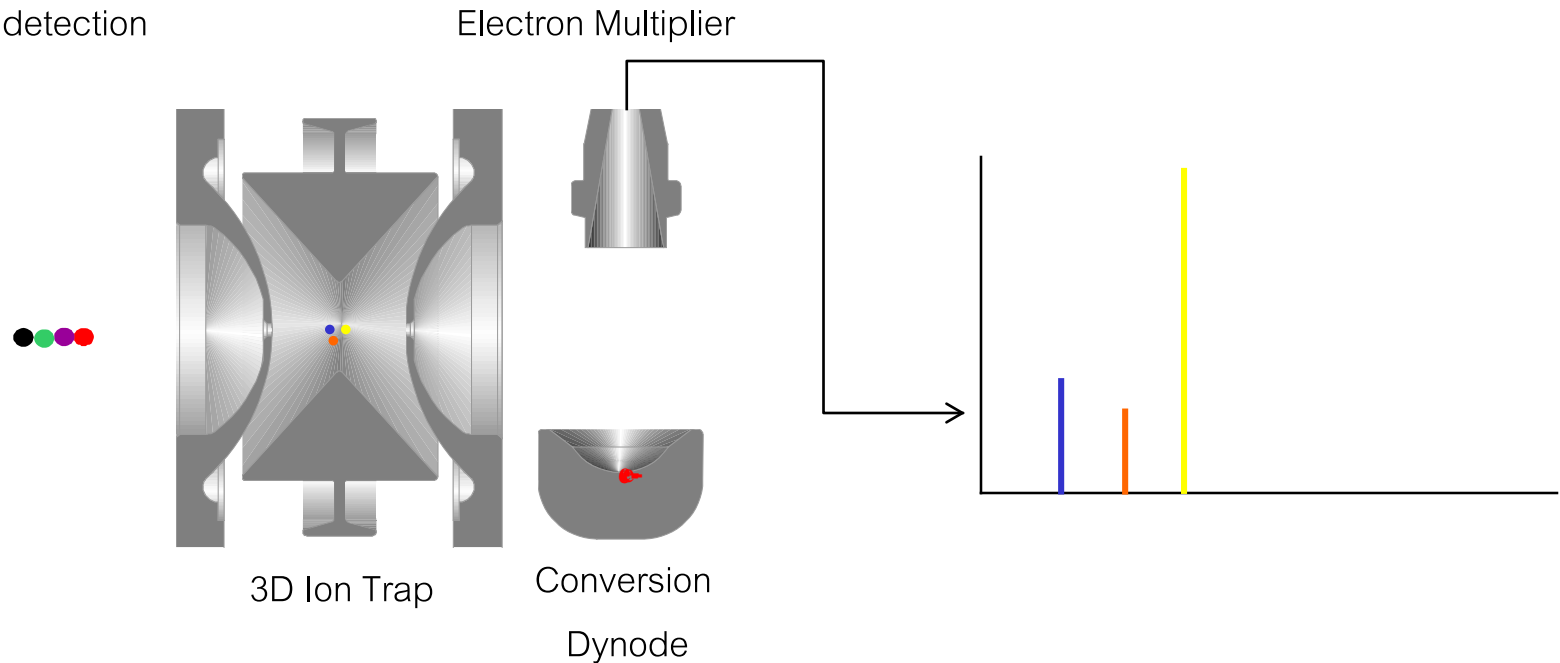 detection
Electron Multiplier
3D Ion Trap
Conversion
Dynode